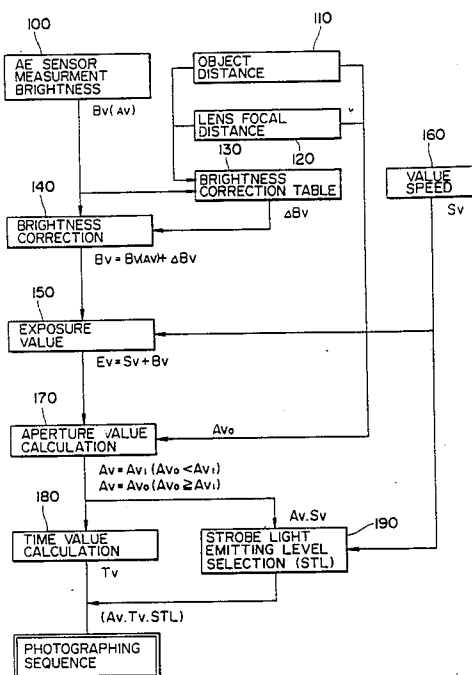 100
AE SENSOR
MEASURMENT
BRIGHTNESS
Bv(Av)
110
OBJECT
DISTANCE
LENS FOCAL
DISTANCE
120
130
BRIGHTNESS
CORRECTION TABLE
ΔBv
160
VALUE
SPEED
Sv
140
BRIGHTNESS
CORRECTION
Bv = Bv(Av)+ ΔBv
150
EXPOSURE
VALUE
Ev = Sv + Bv
170
APERTURE VALUE
CALCULATION
Avo
Av = Av1 (Avo < Av1)
Av = Avo (Avo ≥ Av1)
180
TIME VALUE
CALCULATION
Tv
Av.Sv
190
STROBE LIGHT
EMITTING LEVEL
SELECTION (STL)
(Av.Tv.STL)
PHOTOGRAPHING
SEQUENCE